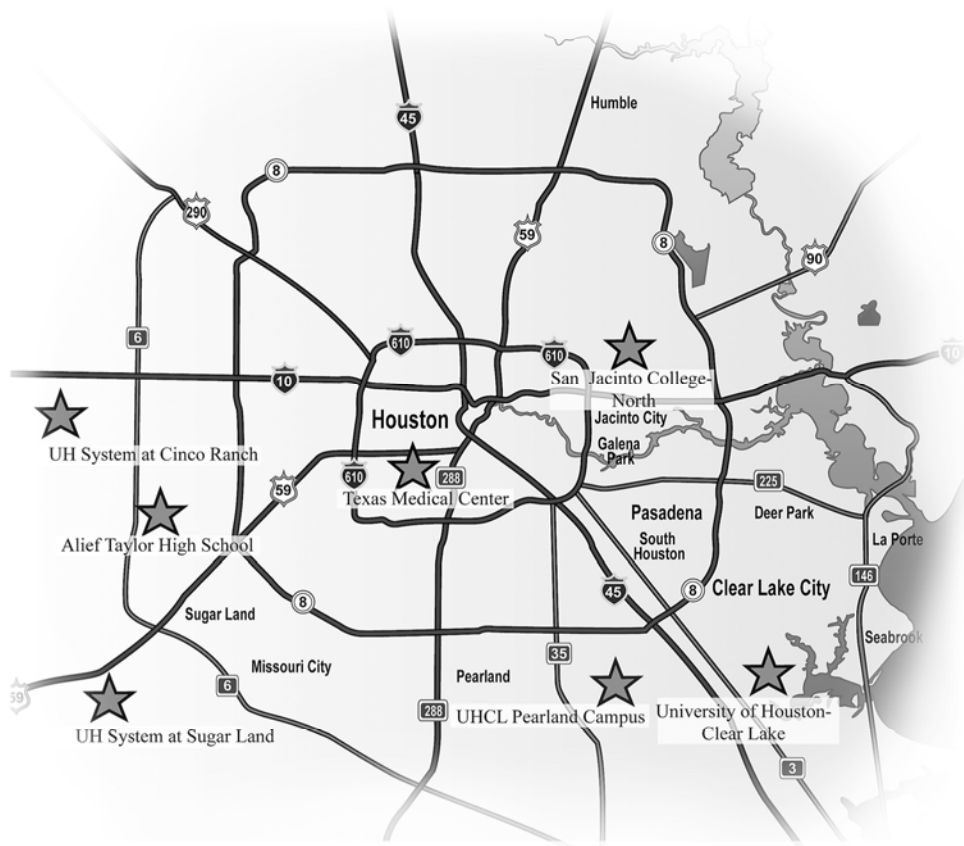 Humble
45
8
290
59
8
90
6
610
610
10
San Jacinto College-
North
10
Houston
Jacinto City
Galena
Park
UH System at Cinco Ranch
59
610
288
Texas Medical Center
225
Pasadena
Deer Park
Alief Taylor High School
South
Houston
La Porte
146
Clear Lake City
45
8
8
Sugar Land
Seabrook
Missouri City
35
Pearland
59
6
288
UHCL Pearland Campus
University of Houston-
Clear Lake
UH System at Sugar Land
3